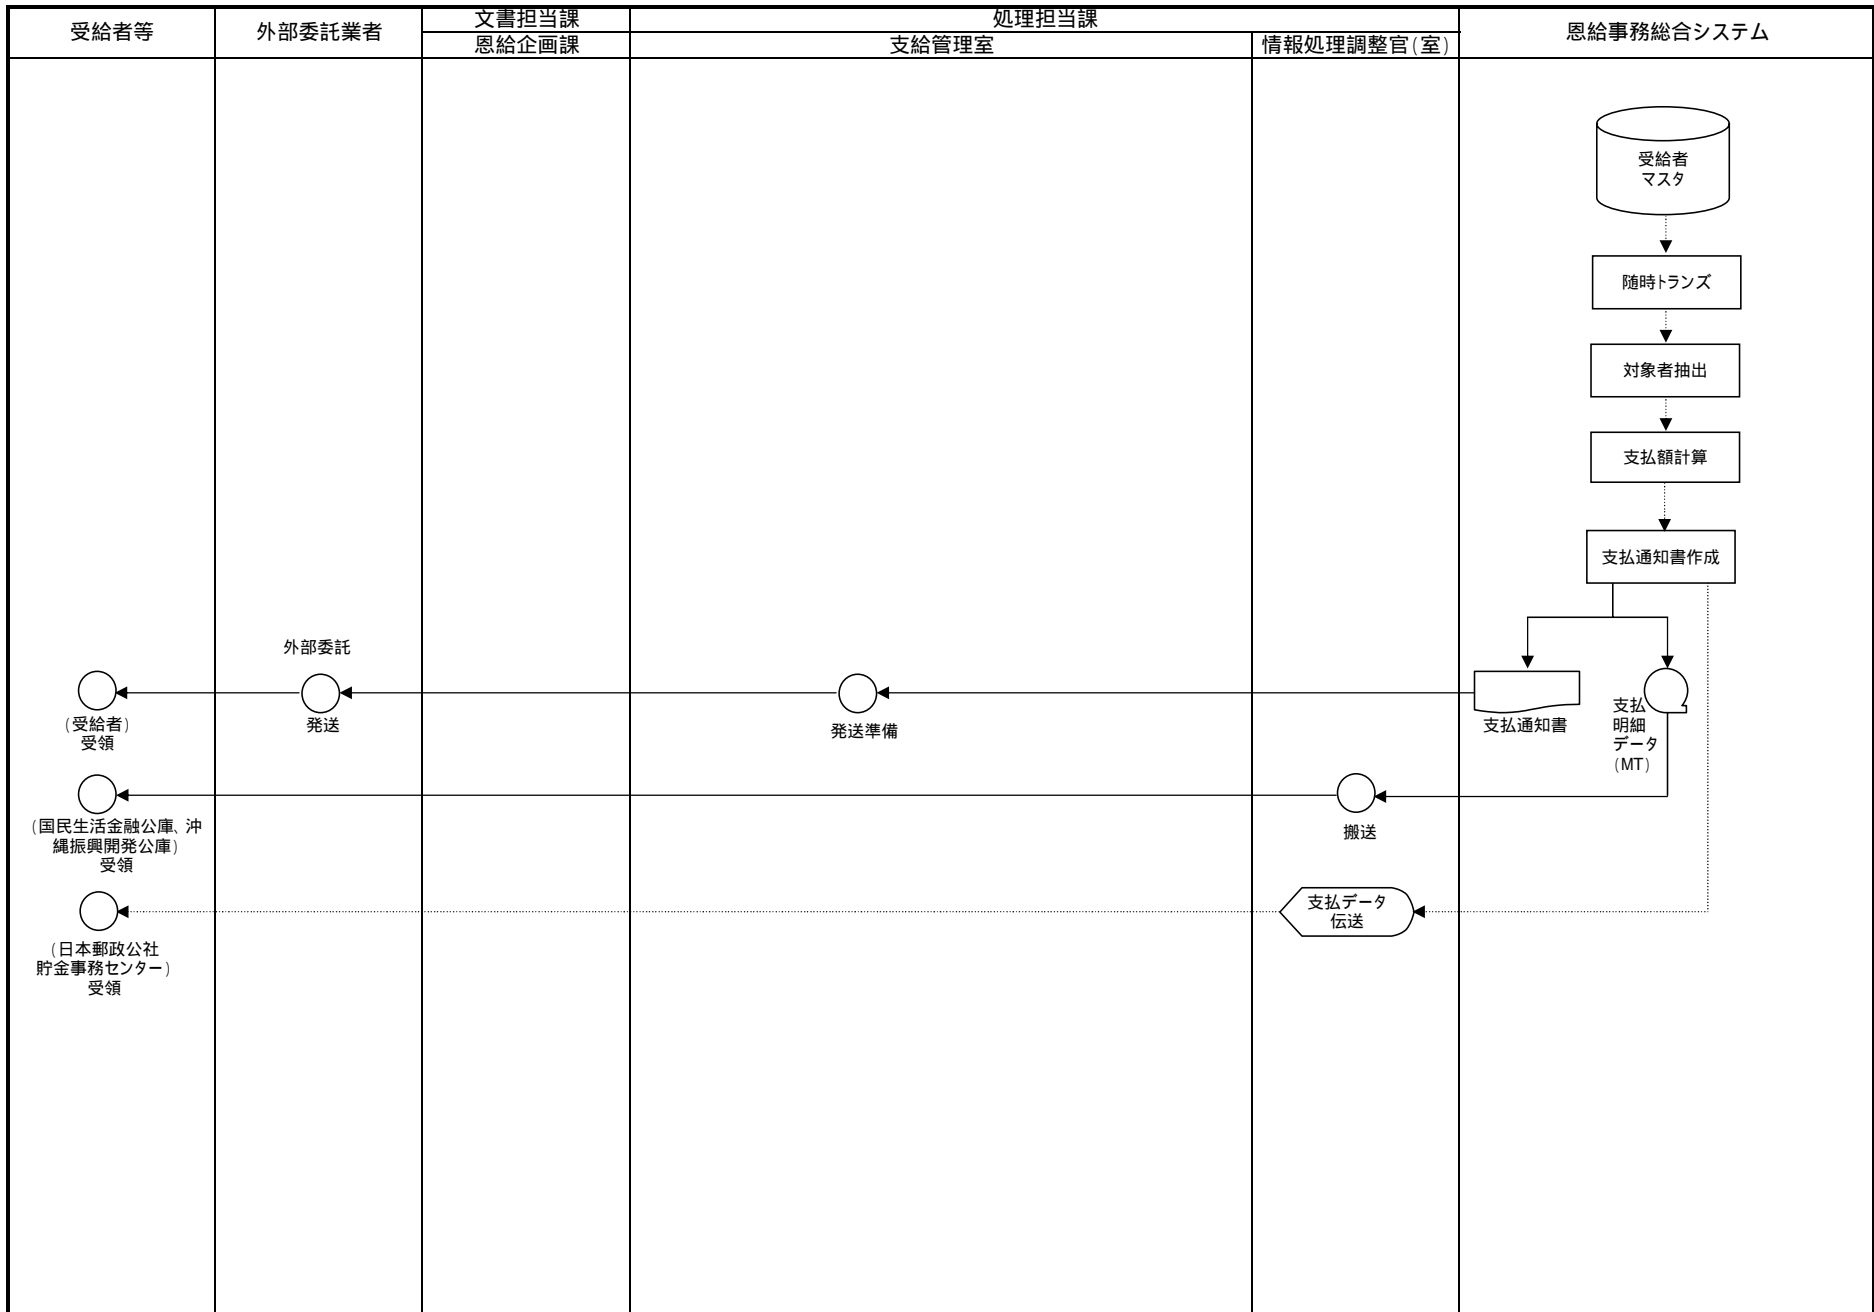 受給者等
外部委託業者
文書担当課
恩給企画課
処理担当課
支給管理室
情報処理調整官(室)
恩給事務総合システム
受給者
マスタ
随時トランズ
対象者抽出
支払額計算
支払通知書作成
外部委託
(受給者)
受領
発送
発送準備
支払通知書
支払
明細
データ
(MT)
(国民生活金融公庫、沖
縄振興開発公庫)
受領
搬送
支払データ
伝送
(日本郵政公社
貯金事務センター)
受領